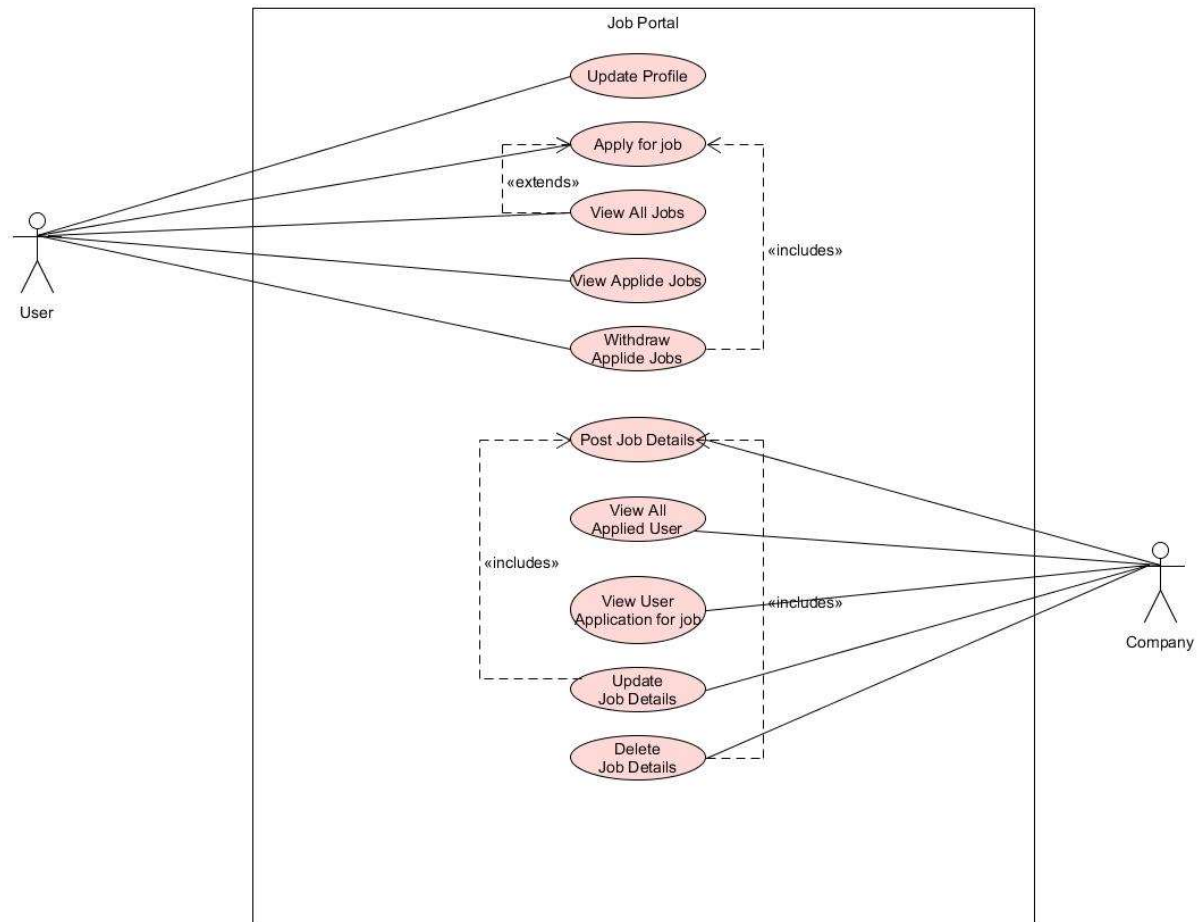 Job Portal
Update Profile
Apply for job
«extends»
View All Jobs
«includes»
View Applide Jobs
User
Withdraw
Applide Jobs
Post Job Details
View All
Applied User
«includes»
View User
Application for job
«includes»
Company
Update
Job Details
Delete
Job Details